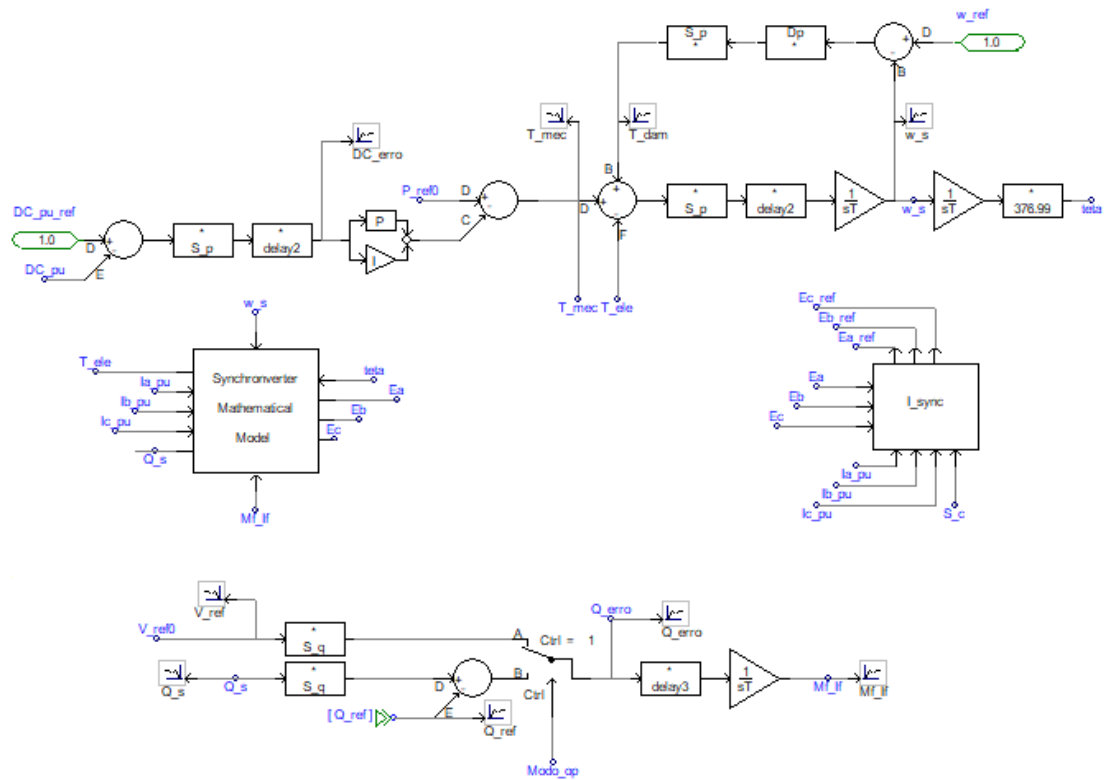 w_ref
S_p
*
Dp
*
+
-
D
1.0
B
T_mec
T_dam
w_s
DC_erro
P_ref0
D
+
-
C
B
+
D
+
-
F
*
S_p
*
delay2
1
sT
w_s
1
sT
*
376.99
teta
DC_pu_ref
1.0
D
+
-
E
DC_pu
*
S_p
*
delay2
P
I
T_mec
T_ele
w_s
T_ele
Ia_pu
Ib_pu
Ic_pu
Q_s
Synchronverter
Mathematical
Model
teta
Ea
Eb
Ec
Mf_If
Ec_ref
Eb_ref
Ea_ref
Ea
Eb
Ec
I_sync
Ia_pu
Ib_pu
Ic_pu
S_c
V_ref
V_ref0
*
S_q
A
Ctrl = 1
Q_erro
Q_erro
Q_s
Q_s
*
S_q
D
+
-
E
B
Ctrl
*
delay3
1
sT
Mf_If
Mf_If
[ Q_ref ]
Q_ref
Modo_op